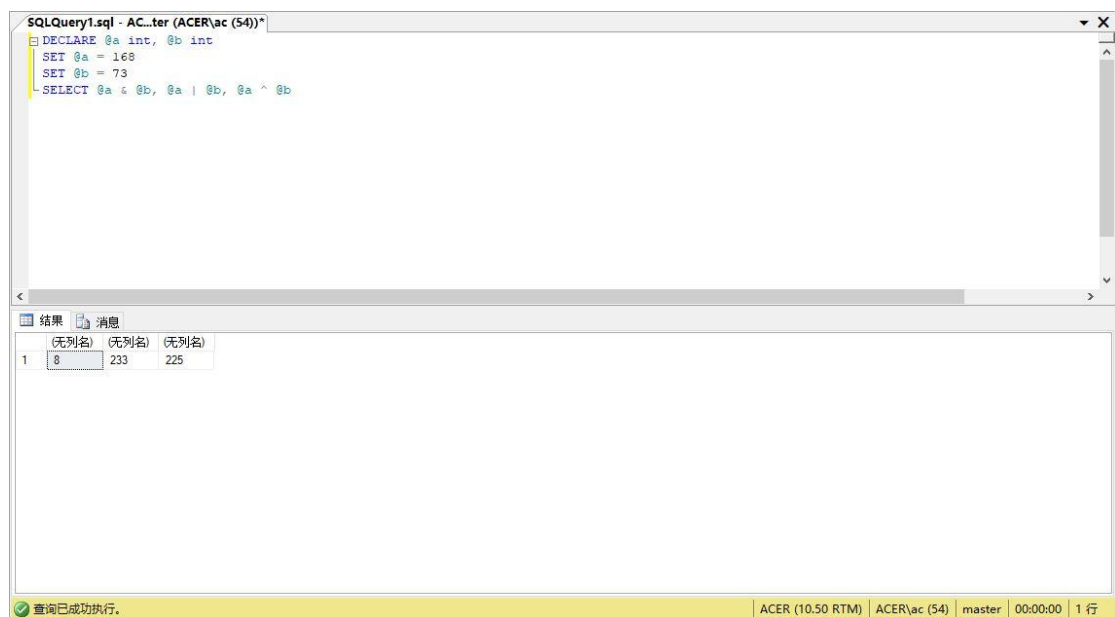 SQLQuery1.sql - AC...ter (ACER\ac (54))*
DECLARE @a int, @b int
SET @a = 168
SET @b = 73
SELECT @a & @b, @a | @b, @a ^ @b
结果 消息
(无列名) (无列名) (无列名)
1 8 233 225
查询已成功执行。 ACER (10.50 RTM) ACER\ac (54) master 00:00:00 1 行